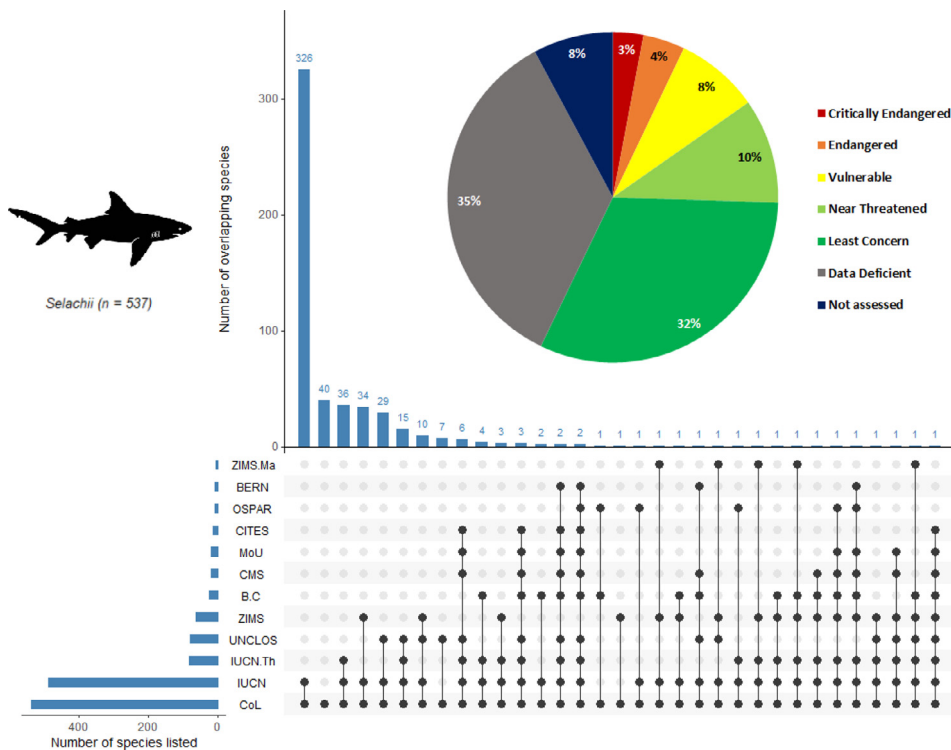 326
300
200
100
0
Number of overlapping species
40 36 34 29 15 10 7 6 4 3 3 2 2 2 1 1 1 1 1 1 1 1 1 1 1 1 1 1 1 1 1 1
3%
4%
8%
10%
32%
35%
8%
Critically Endangered
Endangered
Vulnerable
Near Threatened
Least Concern
Data Deficient
Not assessed
Selachii (n = 537)
ZIMS.Ma
BERN
OSPAR
CITES
MoU
CMS
B.C
ZIMS
UNCLOS
IUCN.Th
IUCN
CoL
400 200 0
Number of species listed